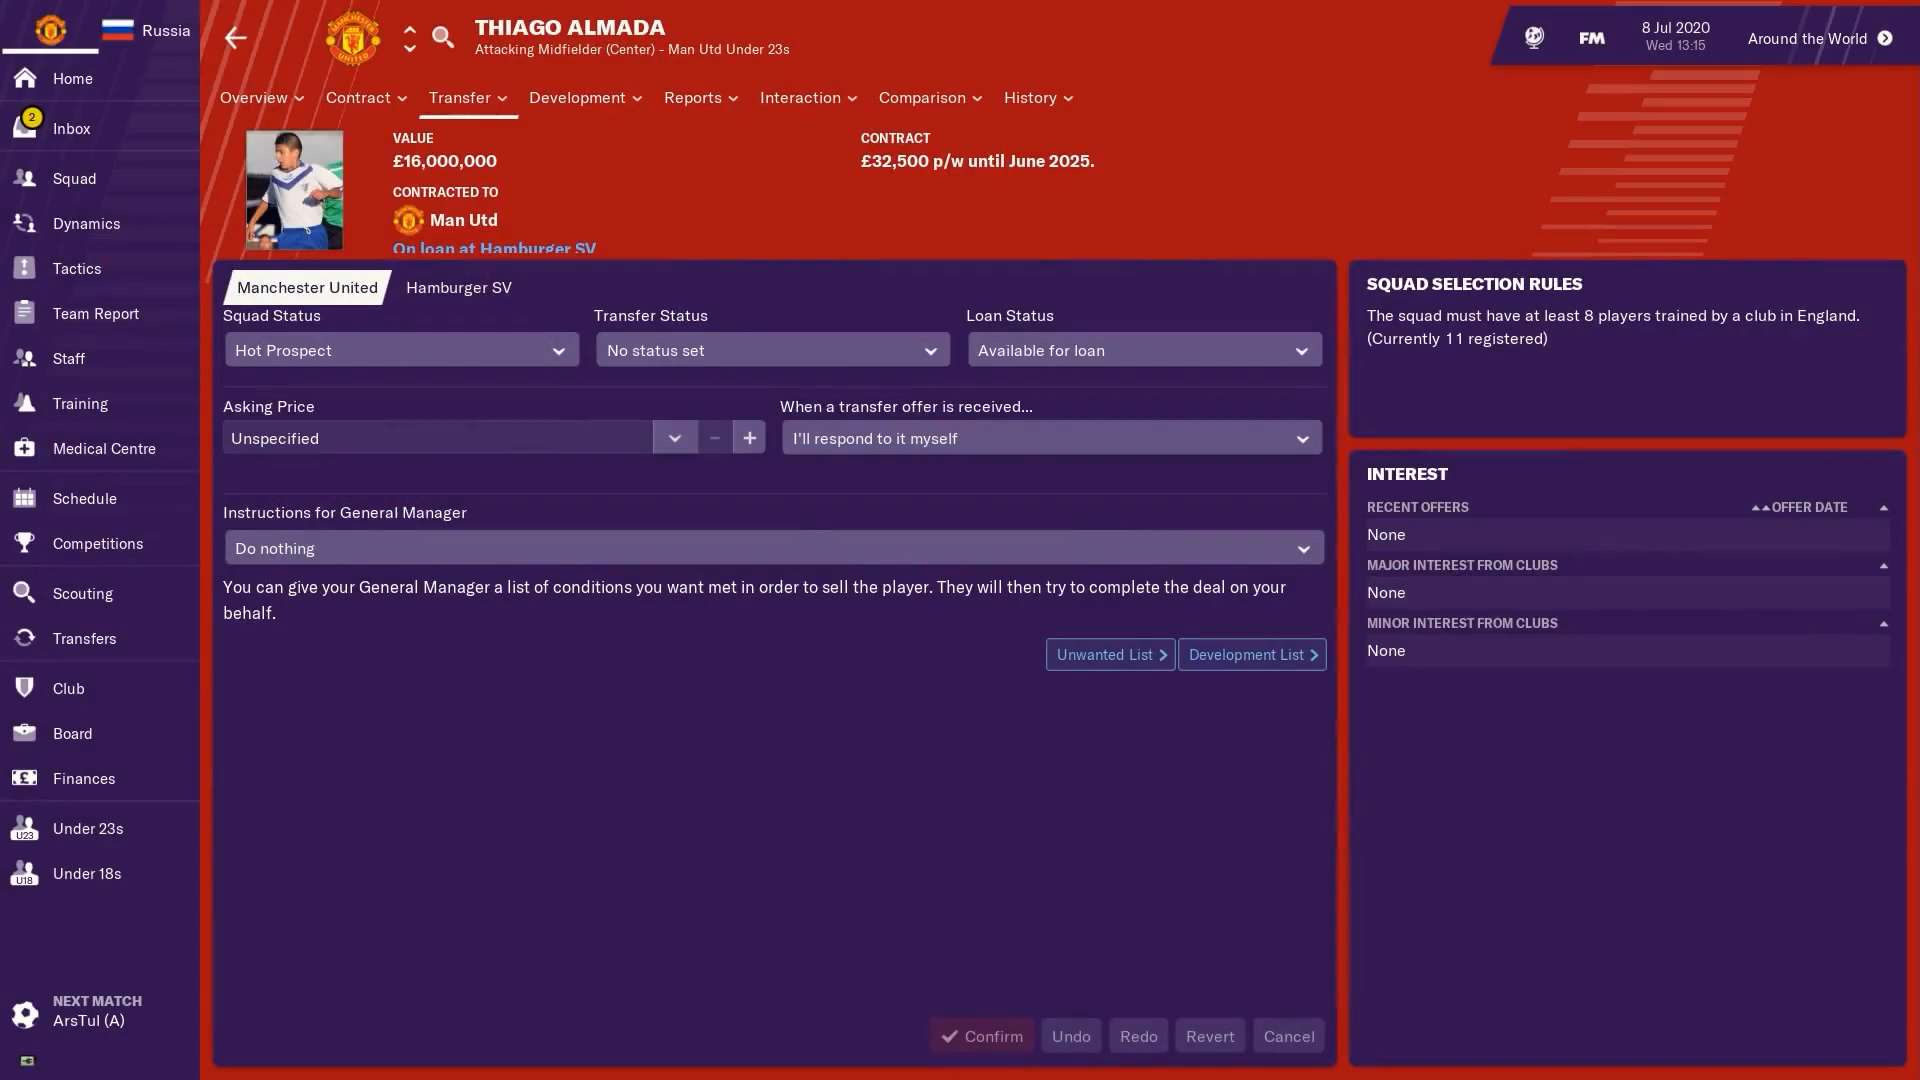 Russia
Home
2
Inbox
Squad
Dynamics
Tactics
Team Report
Staff
Training
Medical Centre
Schedule
Competitions
Scouting
Transfers
Club
Board
Finances
U23
Under 23s
U18
Under 18s
NEXT MATCH
ArsTul (A)
THIAGO ALMADA
Attacking Midfielder (Center) - Man Utd Under 23s
FM
8 Jul 2020
Wed 13:15
Around the World
Overview Contract Transfer Development Reports Interaction Comparison History
VALUE
£16,000,000
CONTRACTED TO
Man Utd
On loan at Hamburger SV
CONTRACT
£32,500 p/w until June 2025.
Manchester United Hamburger SV
Squad Status Transfer Status Loan Status
Hot Prospect No status set Available for loan
Asking Price When a transfer offer is received...
Unspecified I'll respond to it myself
Instructions for General Manager
Do nothing
You can give your General Manager a list of conditions you want met in order to sell the player. They will then try to complete the deal on your
behalf.
Unwanted List Development List
Confirm Undo Redo Revert Cancel
SQUAD SELECTION RULES
The squad must have at least 8 players trained by a club in England.
(Currently 11 registered)
INTEREST
RECENT OFFERS OFFER DATE
None
MAJOR INTEREST FROM CLUBS
None
MINOR INTEREST FROM CLUBS
None